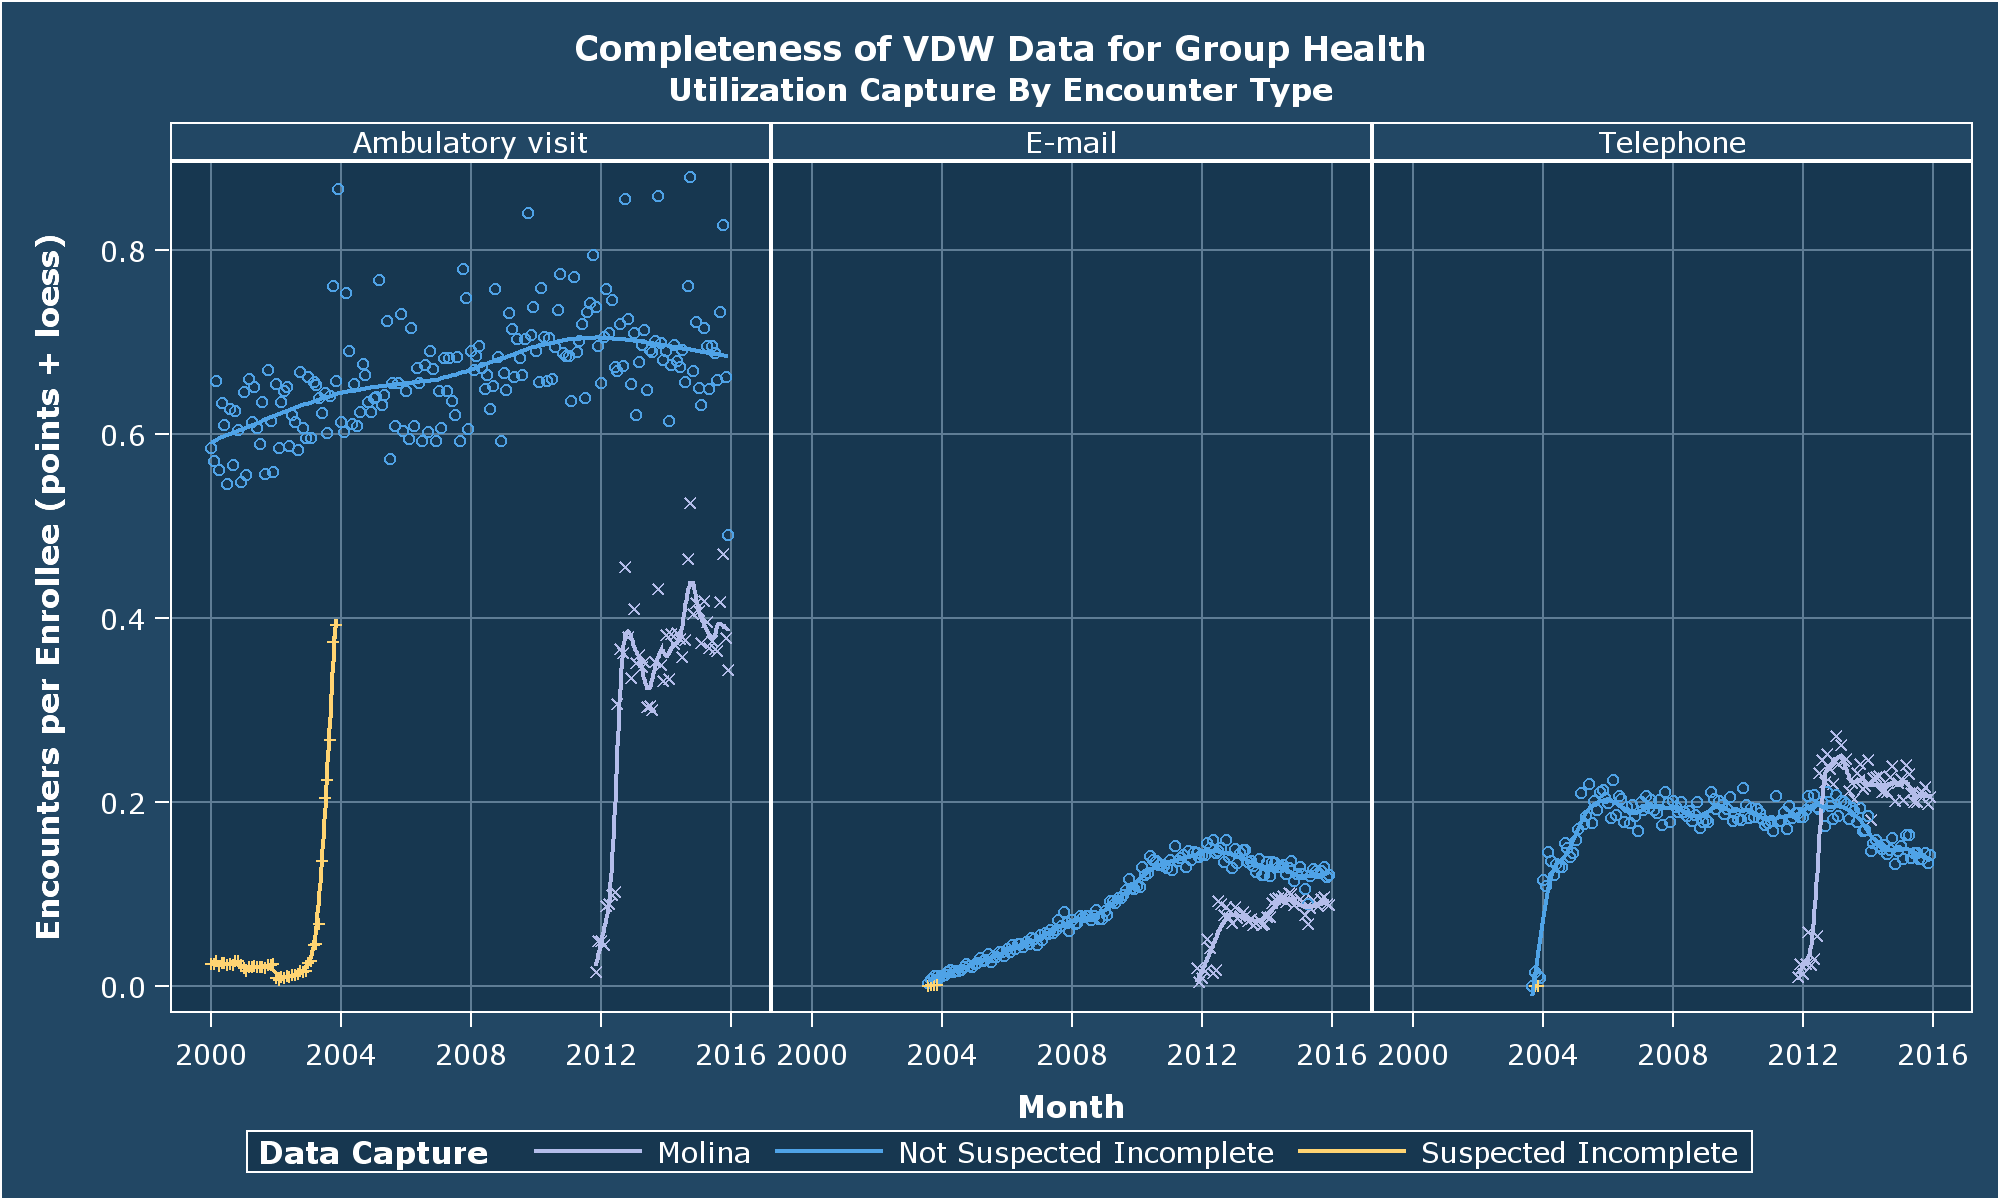 Completeness of VDW Data for Group Health
Utilization Capture By Encounter Type
Ambulatory visit E-mail Telephone
Encounters per Enrollee (points + loess)
0.8
0.6
0.4
0.2
0.0
2000 2004 2008 2012 2016 2000 2004 2008 2012 2016 2000 2004 2008 2012 2016
Month
Data Capture Molina Not Suspected Incomplete Suspected Incomplete